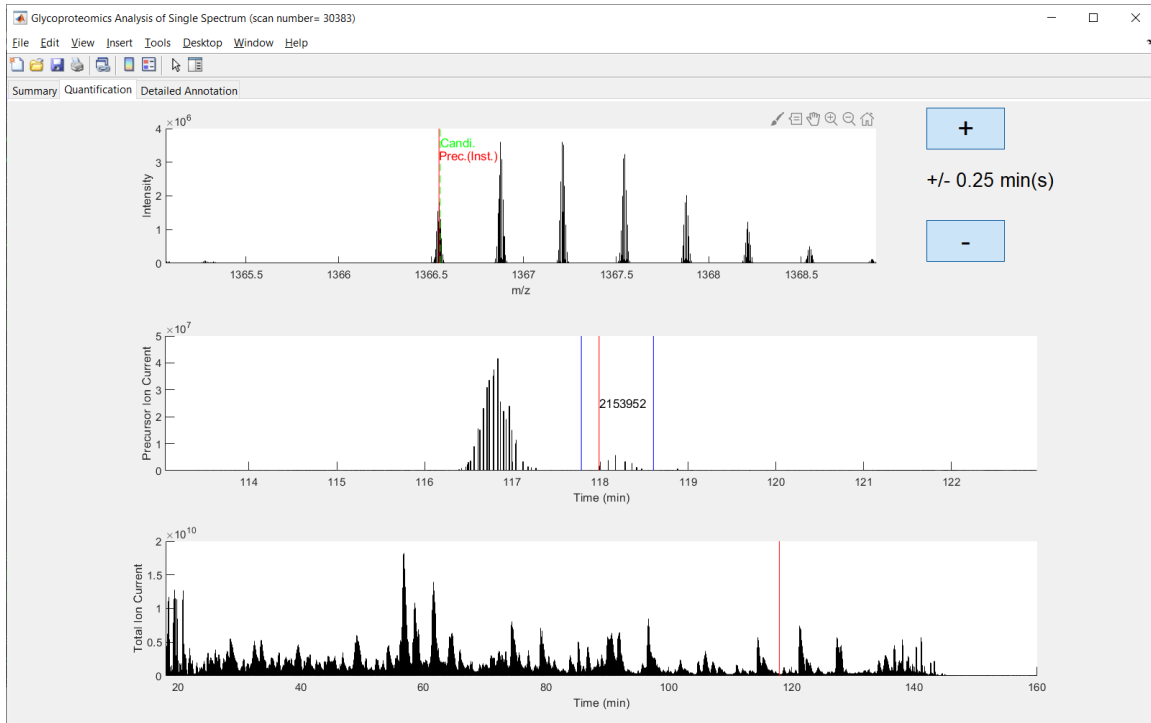 Glycoproteomics Analysis of Single Spectrum (scan number= 30383)
File Edit View Insert Tools Desktop Window Help
Summary Quantification Detailed Annotation
×10^6
4
3
2
1
0
Intensity
Candi.
Prec.(Inst.)
1365.5 1366 1366.5 1367 1367.5 1368 1368.5
m/z
+
+/- 0.25 min(s)
-
×10^7
5
4
3
2
1
0
Precursor Ion Current
2153952
114 115 116 117 118 119 120 121 122
Time (min)
×10^10
2
1.5
1
0.5
0
Total Ion Current
20 40 60 80 100 120 140 160
Time (min)